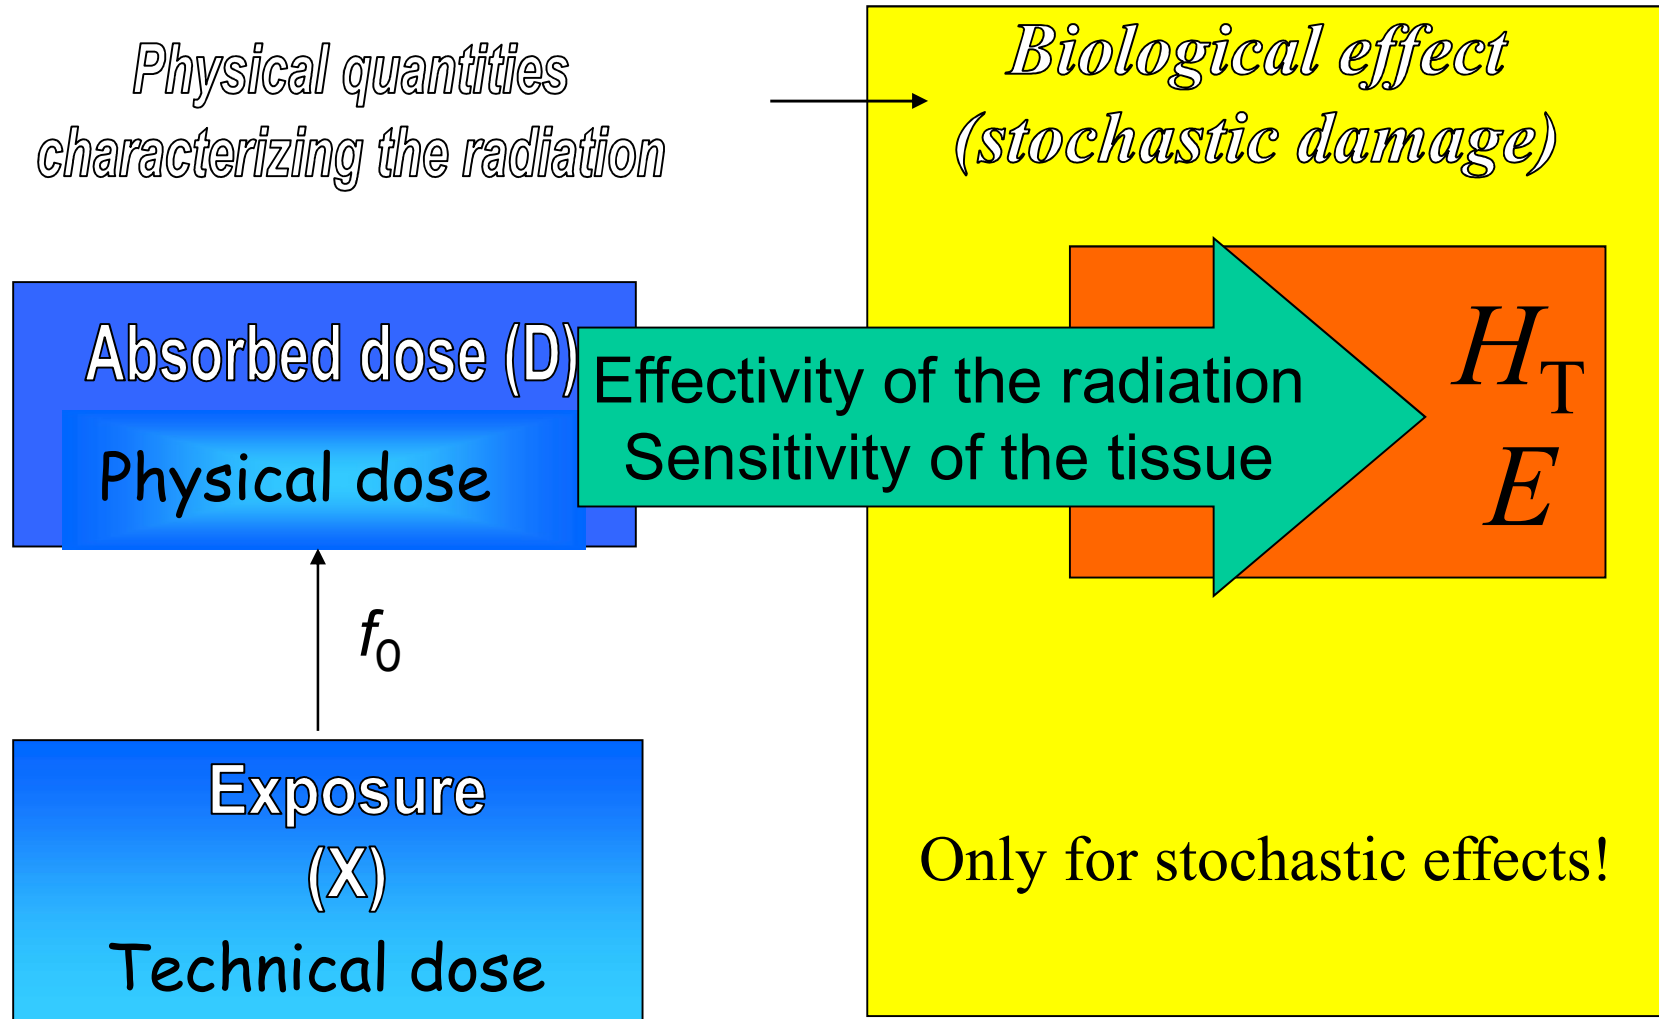 Physical quantities
characterizing the radiation
Biological effect
(stochastic damage)
Absorbed dose (D)
Physical dose
Effectivity of the radiation
Sensitivity of the tissue
H_T
E
f_0
Exposure
(X)
Technical dose
Only for stochastic effects!